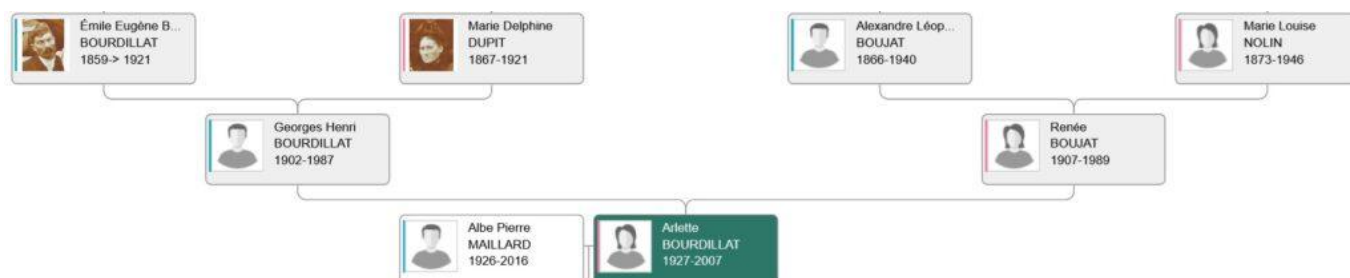 Émile Eugène B...
BOURDILLAT
1859-> 1921
Marie Delphine
DUPIT
1867-1921
Alexandre Léop...
BOUJAT
1866-1940
Marie Louise
NOLIN
1873-1946
Georges Henri
BOURDILLAT
1902-1987
Renée
BOUJAT
1907-1989
Albe Pierre
MAILLARD
1926-2016
Arlette
BOURDILLAT
1927-2007